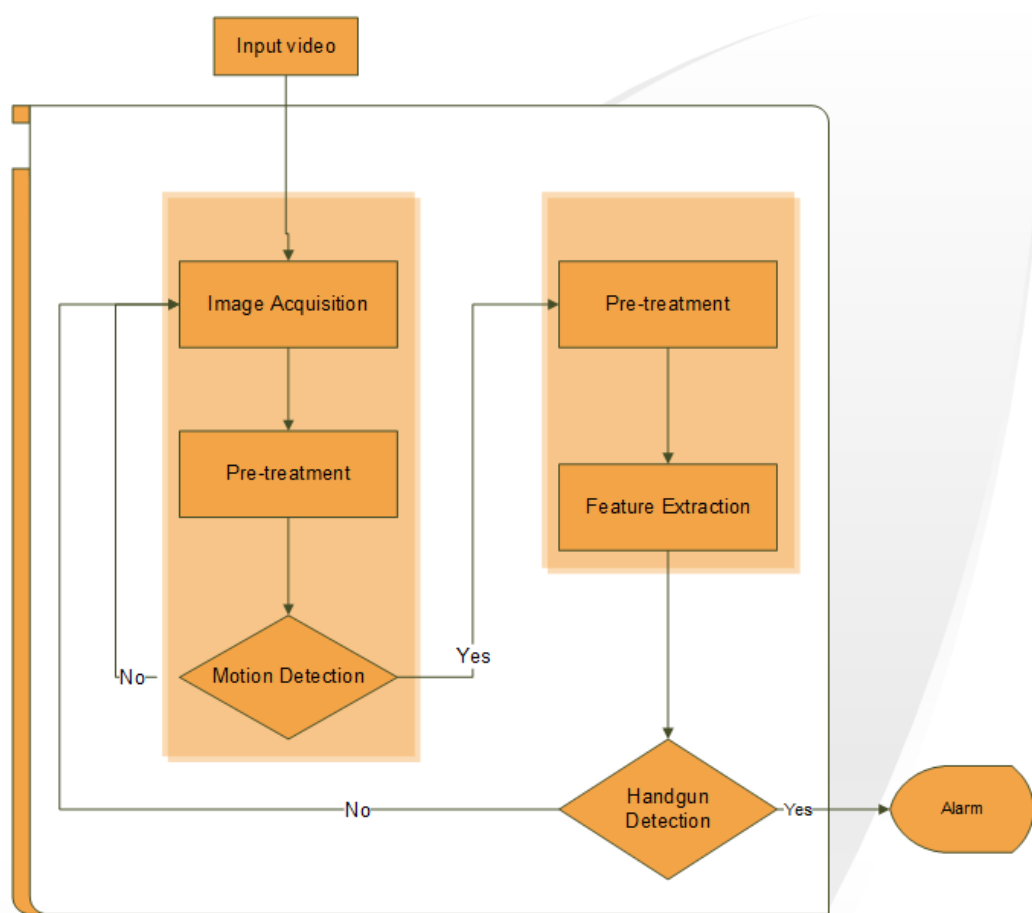 Input video
Image Acquisition
Pre-treatment
Pre-treatment
Feature Extraction
No
Motion Detection
Yes
No
Handgun
Detection
Yes
Alarm